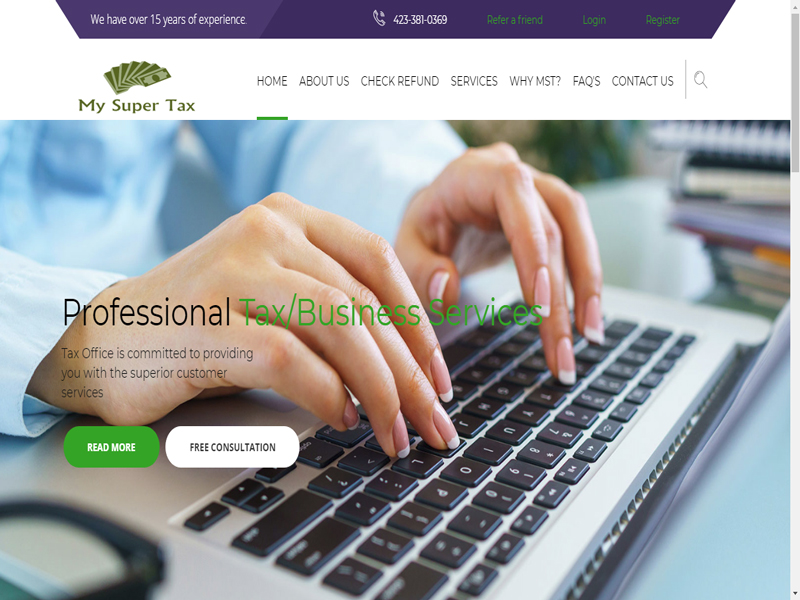 We have over 15 years of experience.
423-381-0369
Refer a friend
Login
Register
My Super Tax
HOME
ABOUT US
CHECK REFUND
SERVICES
WHY MST?
FAQ'S
CONTACT US
Professional Tax/Business Services
Tax Office is committed to providing
you with the superior customer
services
READ MORE
FREE CONSULTATION